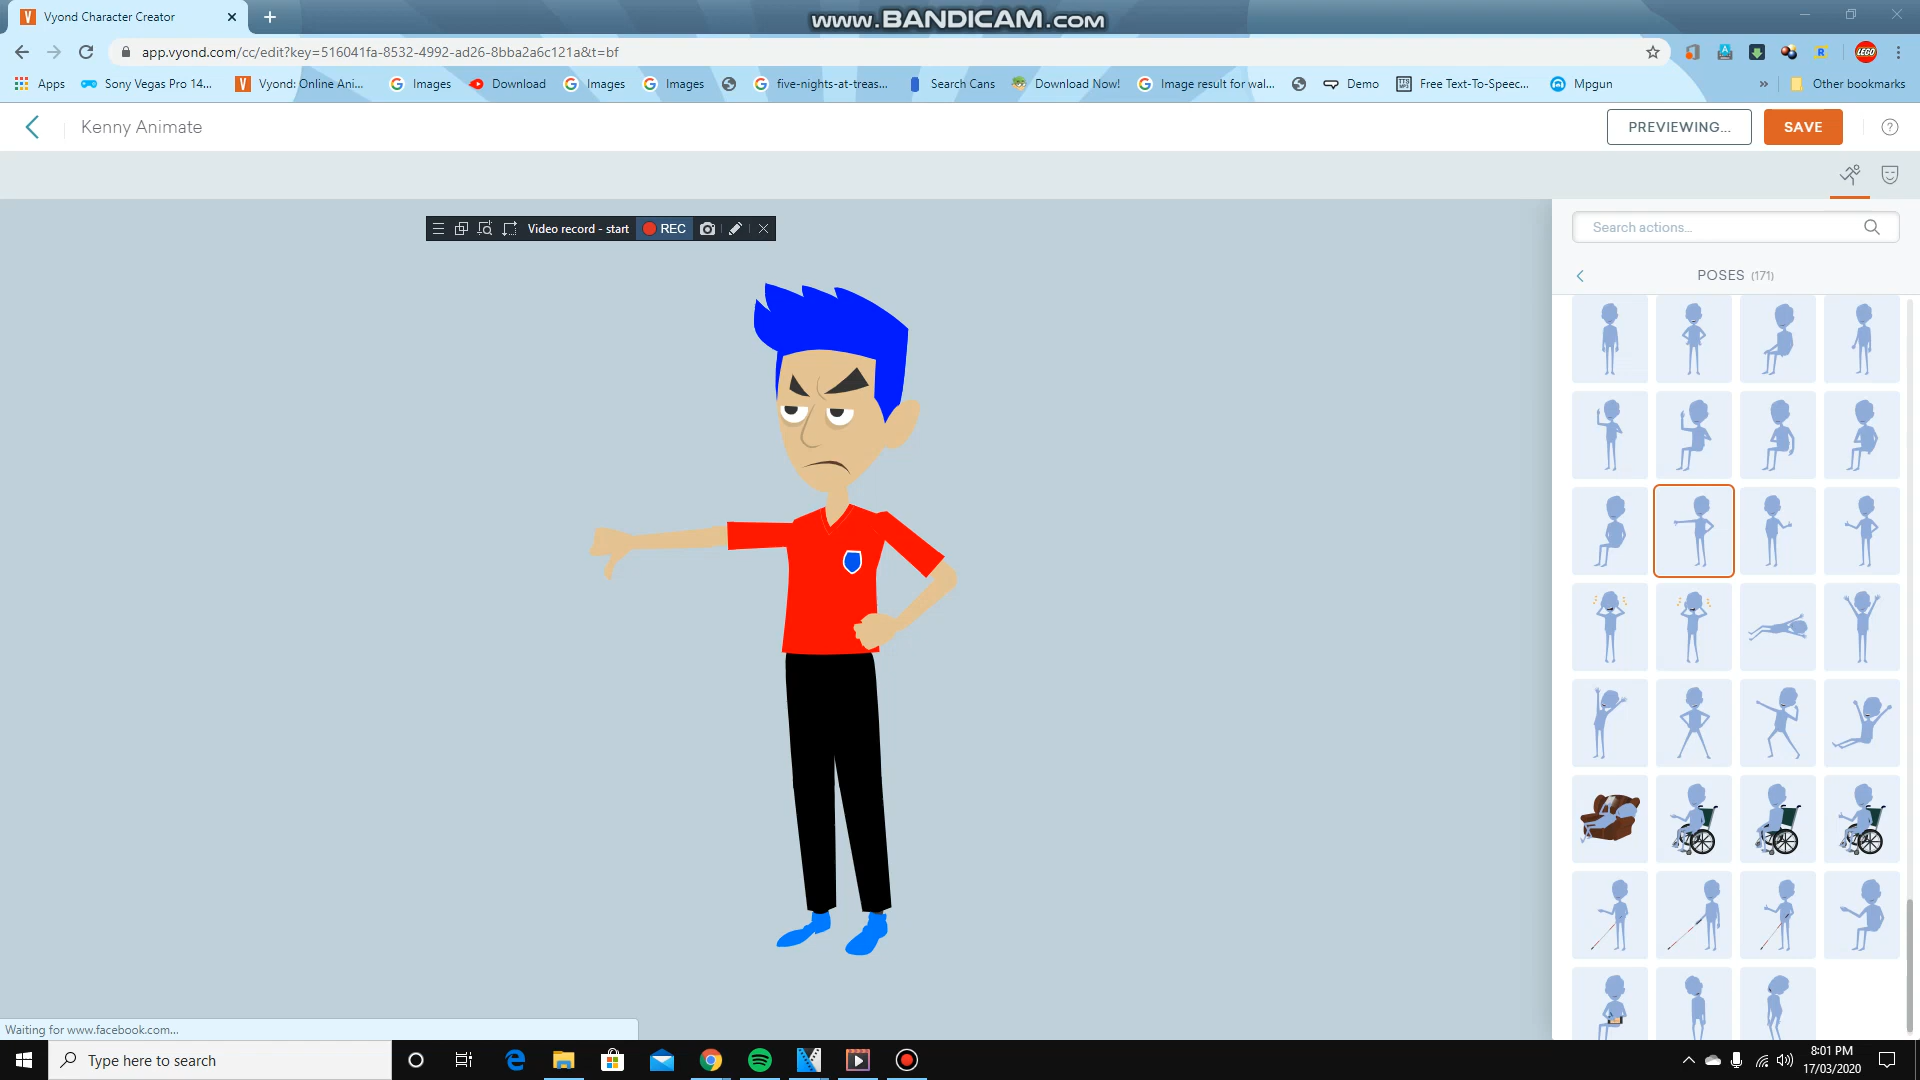 Vyond Character Creator
www.BANDICAM.com
app.vyond.com/cc/edit?key=516041fa-8532-4992-ad26-8bba2a6c121a&t=bf
LEGO
Apps Sony Vegas Pro 14... Vyond: Online Ani... Images Download Images Images five-nights-at-treas... Search Cans Download Now! Image result for wal... Demo Free Text-To-Speec... Mpgun » Other bookmarks
Kenny Animate
PREVIEWING...
SAVE
Video record - start
REC
Search actions...
POSES (171)
Waiting for www.facebook.com...
Type here to search
8:01 PM
17/03/2020